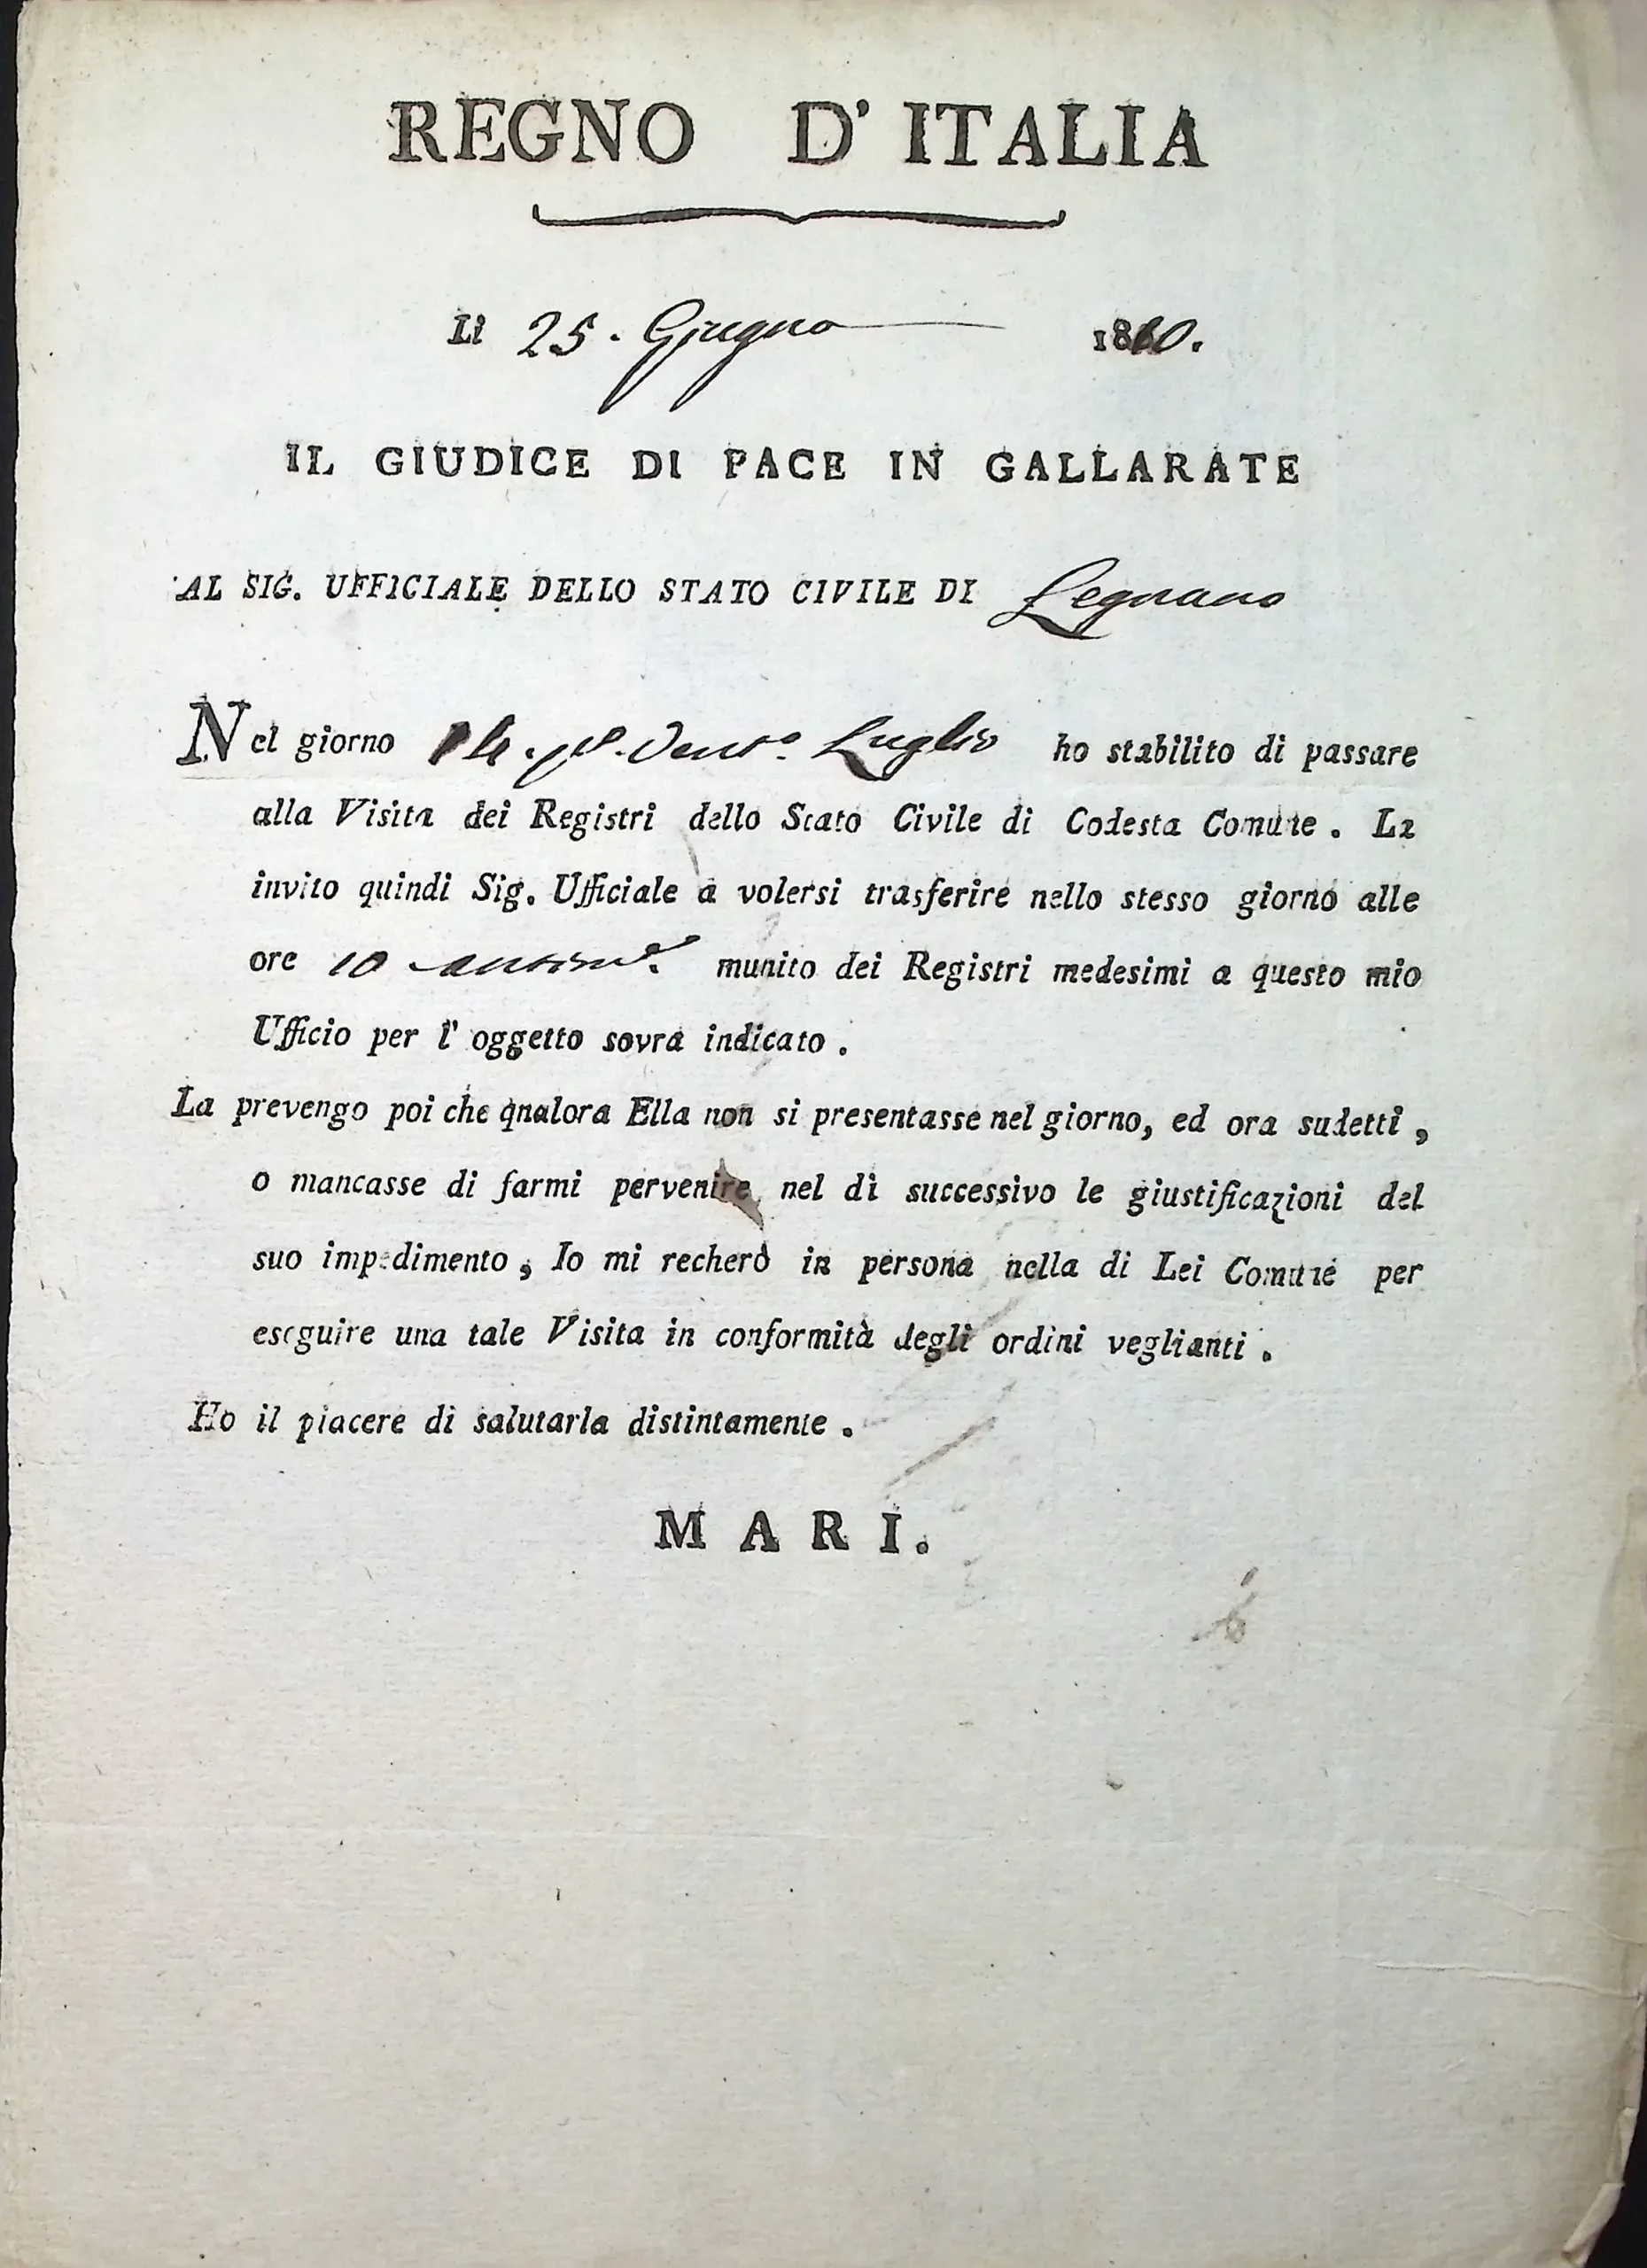 REGNO D' ITALIA
Li 25. Giugno 1810.
IL GIUDICE DI PACE IN GALLARATE
AL SIG. UFFICIALE DELLO STATO CIVILE DI Legnano
Nel giorno Luglio ho stabilito di passare
alla Visita dei Registri dello Stato Civile di Codesta Comune. La
invito quindi Sig. Ufficiale a volersi trasferire nello stesso giorno alle
ore 10 munito dei Registri medesimi a questo mio
Ufficio per l' oggetto sovra indicato.
La prevengo poi che qnalora Ella non si presentasse nel giorno, ed ora sudetti,
o mancasse di farmi pervenire nel dì successivo le giustificazioni del
suo impedimento, Io mi recherò in persona nella di Lei Comune per
eseguire una tale Visita in conformità degli ordini veglianti.
Ho il piacere di salutarla distintamente.
MARI.